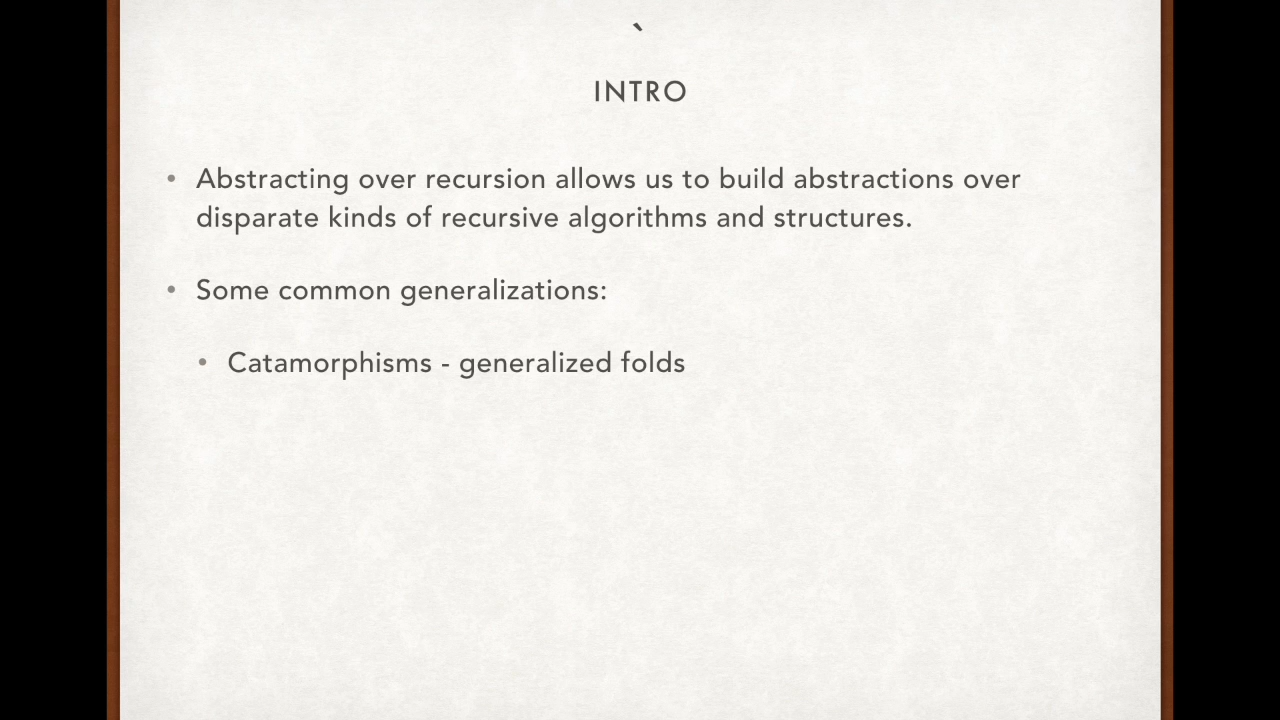 `
INTRO
• Abstracting over recursion allows us to build abstractions over
disparate kinds of recursive algorithms and structures.
• Some common generalizations:
• Catamorphisms - generalized folds